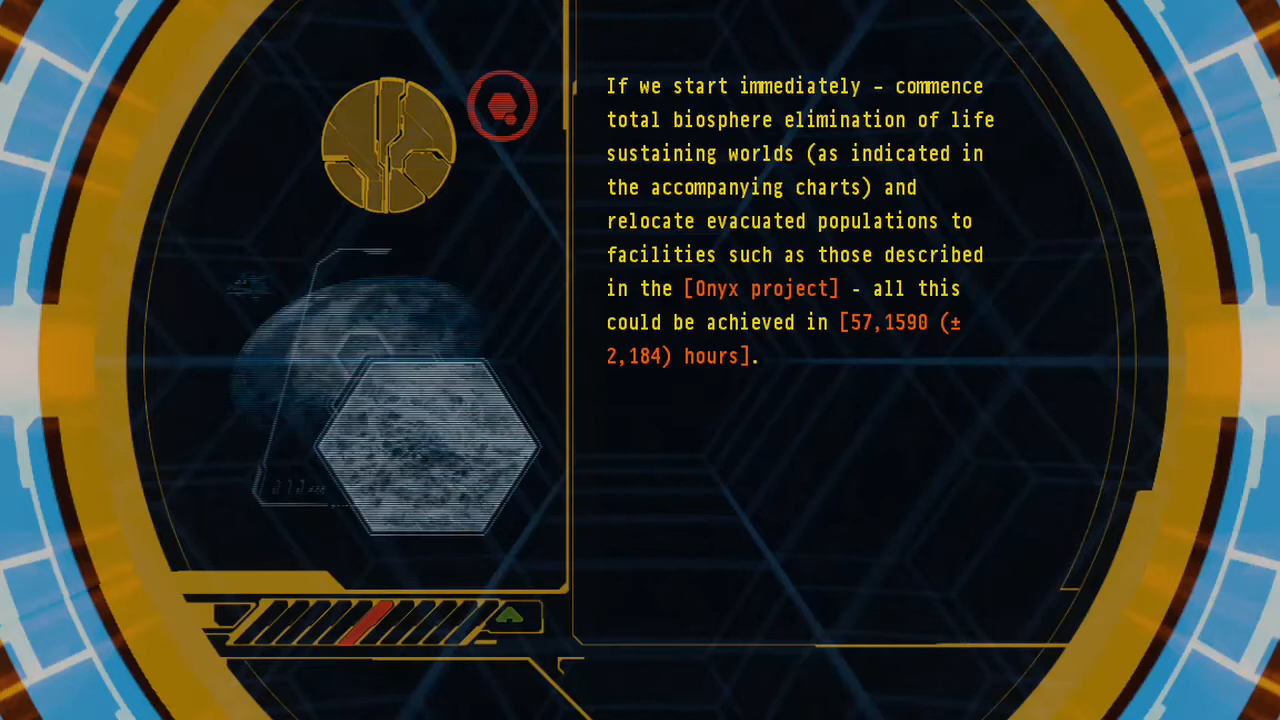 If we start immediately – commence
total biosphere elimination of life
sustaining worlds (as indicated in
the accompanying charts) and
relocate evacuated populations to
facilities such as those described
in the [Onyx project] - all this
could be achieved in [57,1590 (±
2,184) hours].